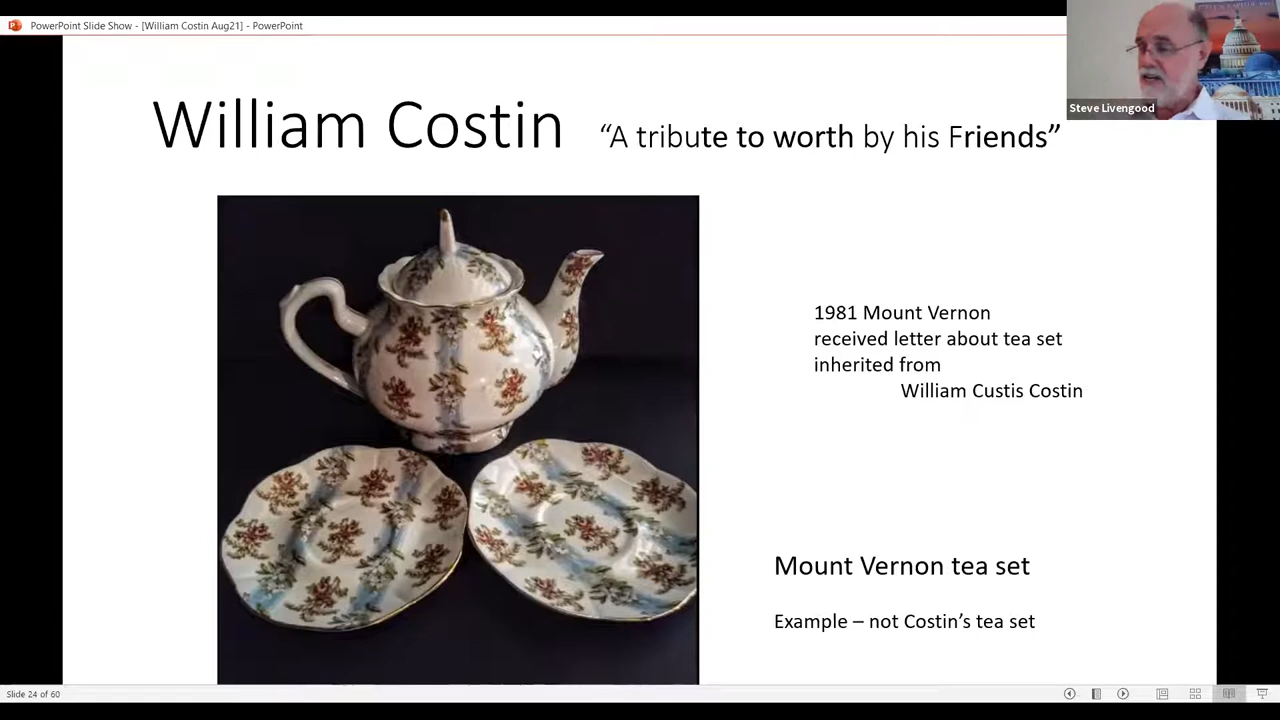 PowerPoint Slide Show - [William Costin Aug21] - PowerPoint
Steve Livengood
William Costin “A tribute to worth by his Friends”
1981 Mount Vernon
received letter about tea set
inherited from
William Custis Costin
Mount Vernon tea set
Example – not Costin’s tea set
Slide 24 of 60